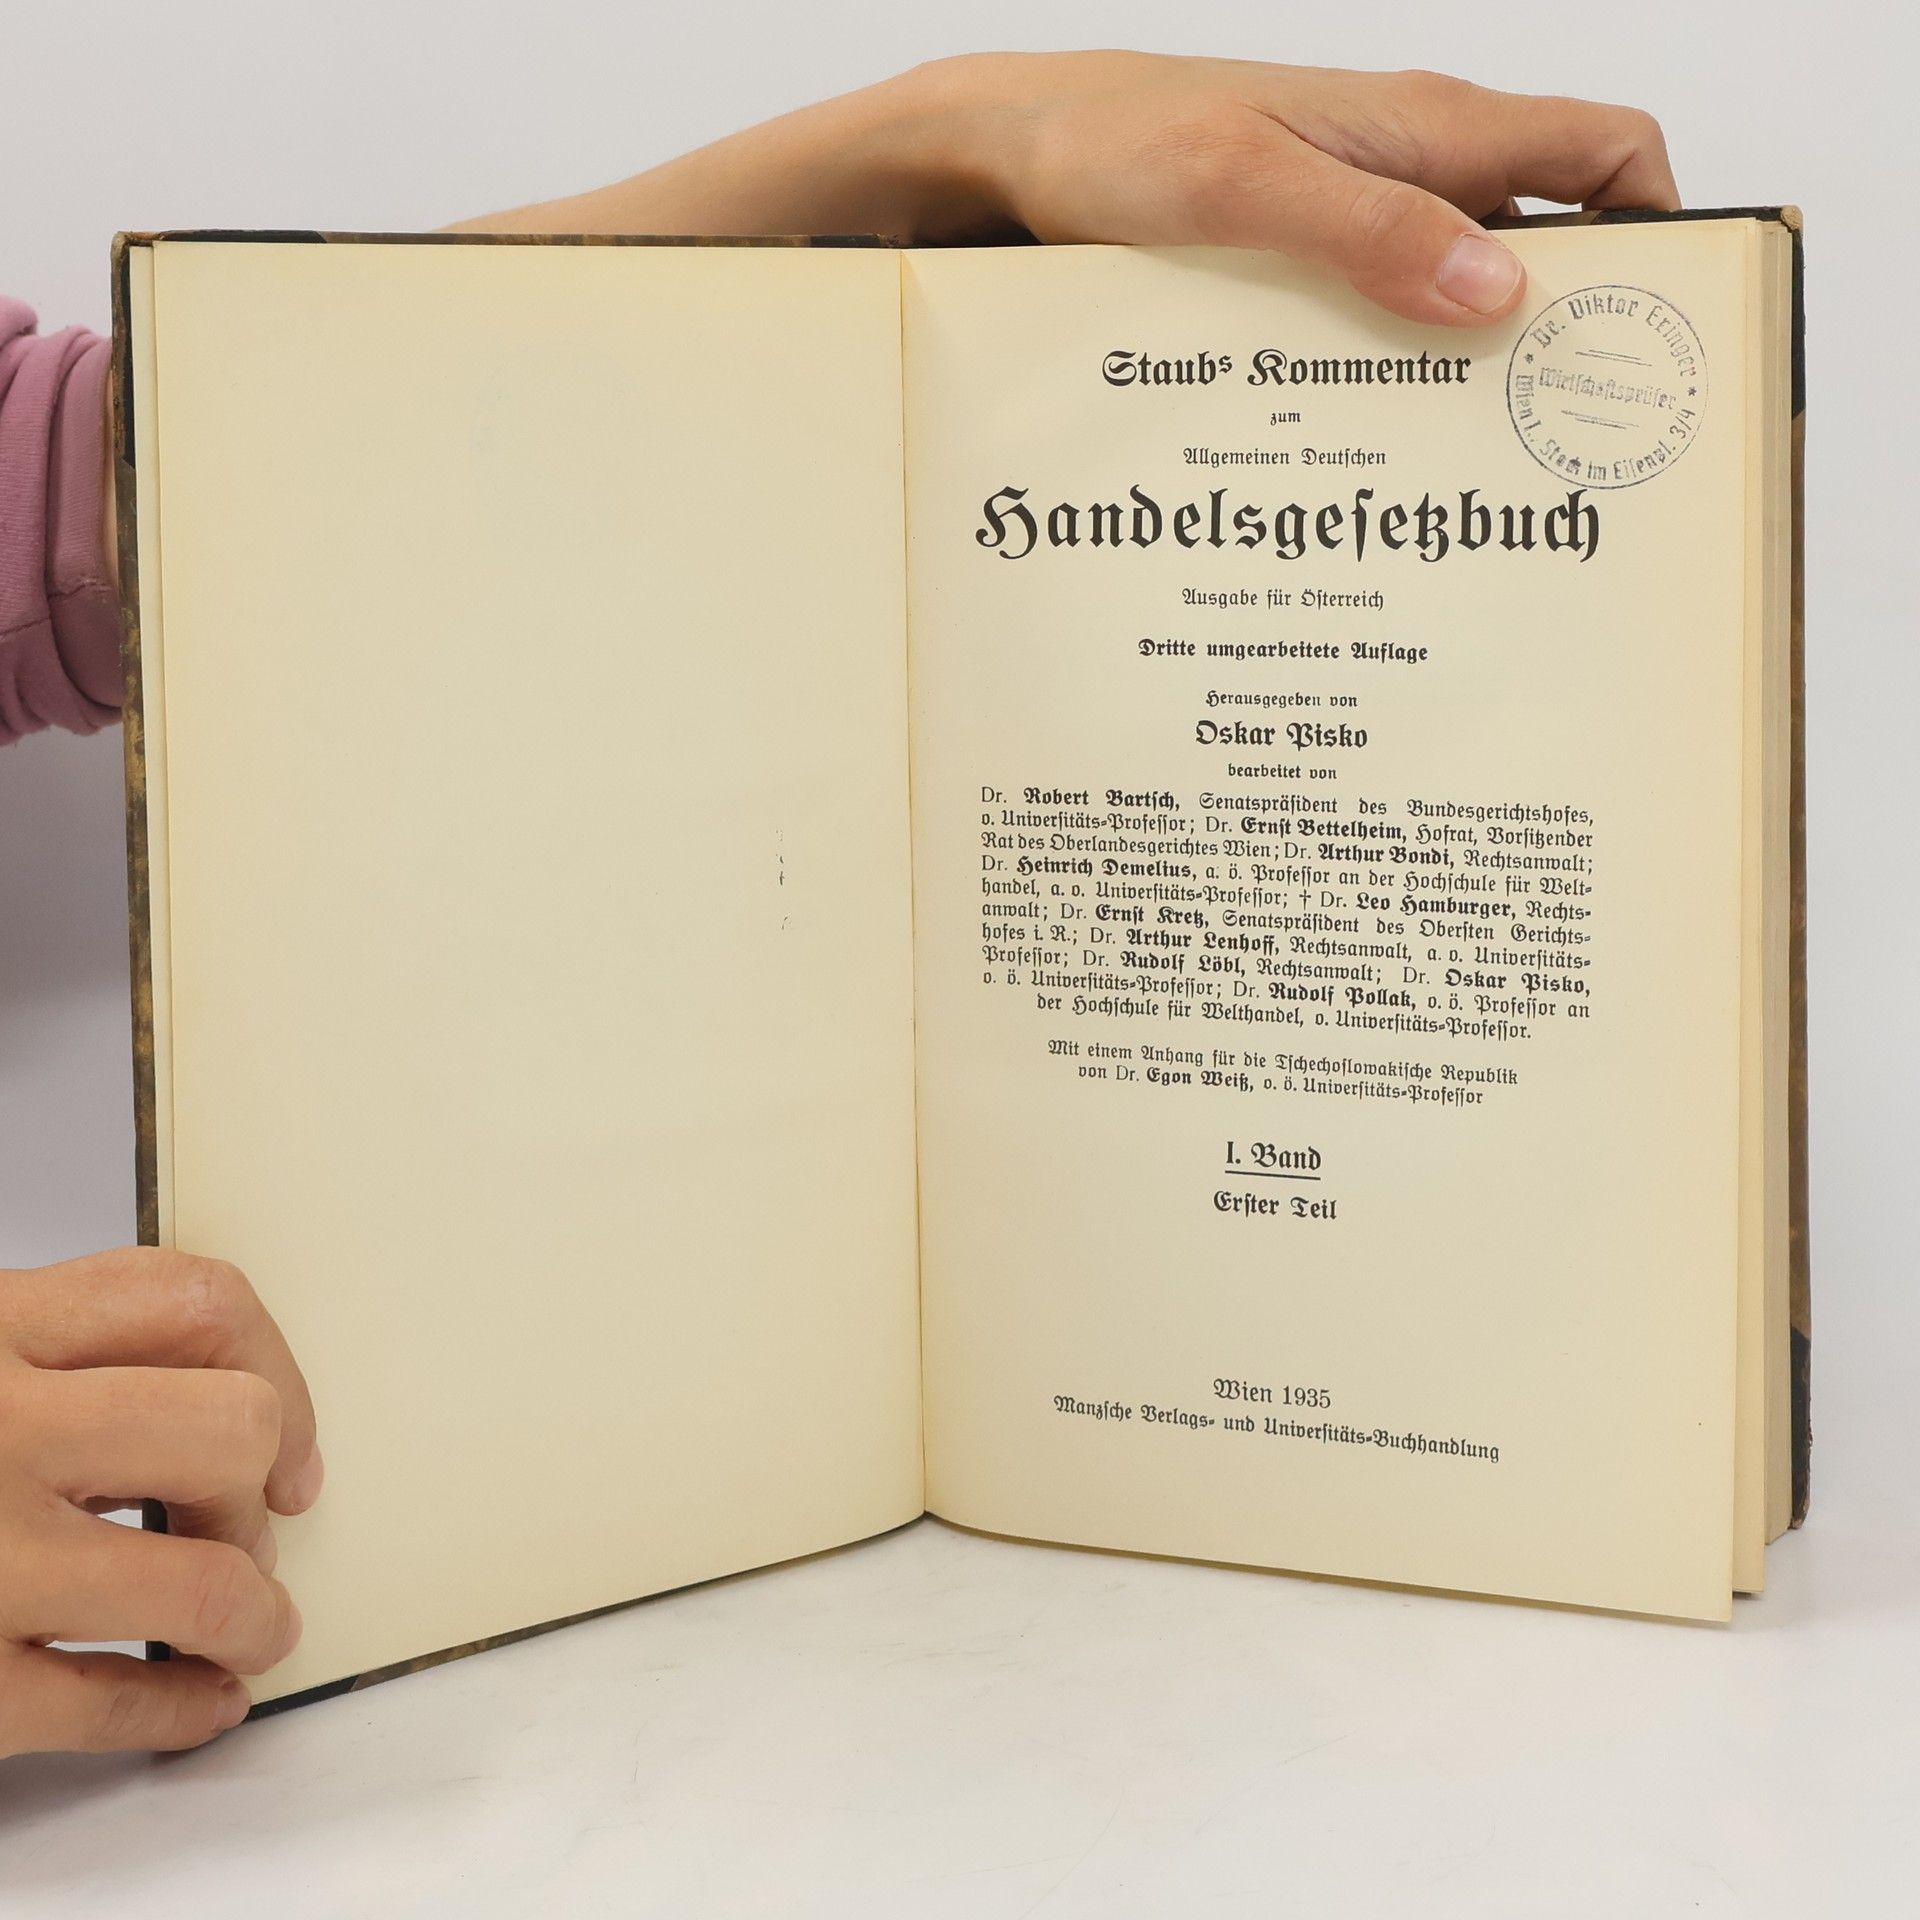 Staubs Kommentar
zum
Allgemeinen Deutſchen
Handelsgeſetzbuch
Ausgabe für Öſterreich
Dritte umgearbeitete Auflage
Herausgegeben von
Oskar Pisko
bearbeitet von
Dr. Robert Bartſch, Senatspräſident des Bundesgerichtshofes,
o. Univerſitäts-Profeſſor; Dr. Ernſt Bettelheim, Hofrat, Vorſitzender
Rat des Oberlandesgerichtes Wien; Dr. Arthur Bondi, Rechtsanwalt;
Dr. Heinrich Demelius, a. ö. Profeſſor an der Hochſchule für Welt-
handel, a. o. Univerſitäts-Profeſſor; † Dr. Leo Hamburger, Rechts-
anwalt; Dr. Ernſt Kretz, Senatspräſident des Oberſten Gerichts-
hofes i. R.; Dr. Arthur Lenhoff, Rechtsanwalt, a. o. Univerſitäts-
Profeſſor; Dr. Rudolf Löbl, Rechtsanwalt; Dr. Oskar Pisko,
o. ö. Univerſitäts-Profeſſor; Dr. Rudolf Pollak, o. ö. Profeſſor an
der Hochſchule für Welthandel, o. Univerſitäts-Profeſſor.
Mit einem Anhang für die Tſchechoſlowakiſche Republik
von Dr. Egon Weiß, o. ö. Univerſitäts-Profeſſor
I. Band
Erſter Teil
Wien 1935
Manzſche Verlags- und Univerſitäts-Buchhandlung
Dr. Viktor Eringer
Wirtſchaftsprüfer
* Wien I., Stock im Eiſenpl. 3/4 *